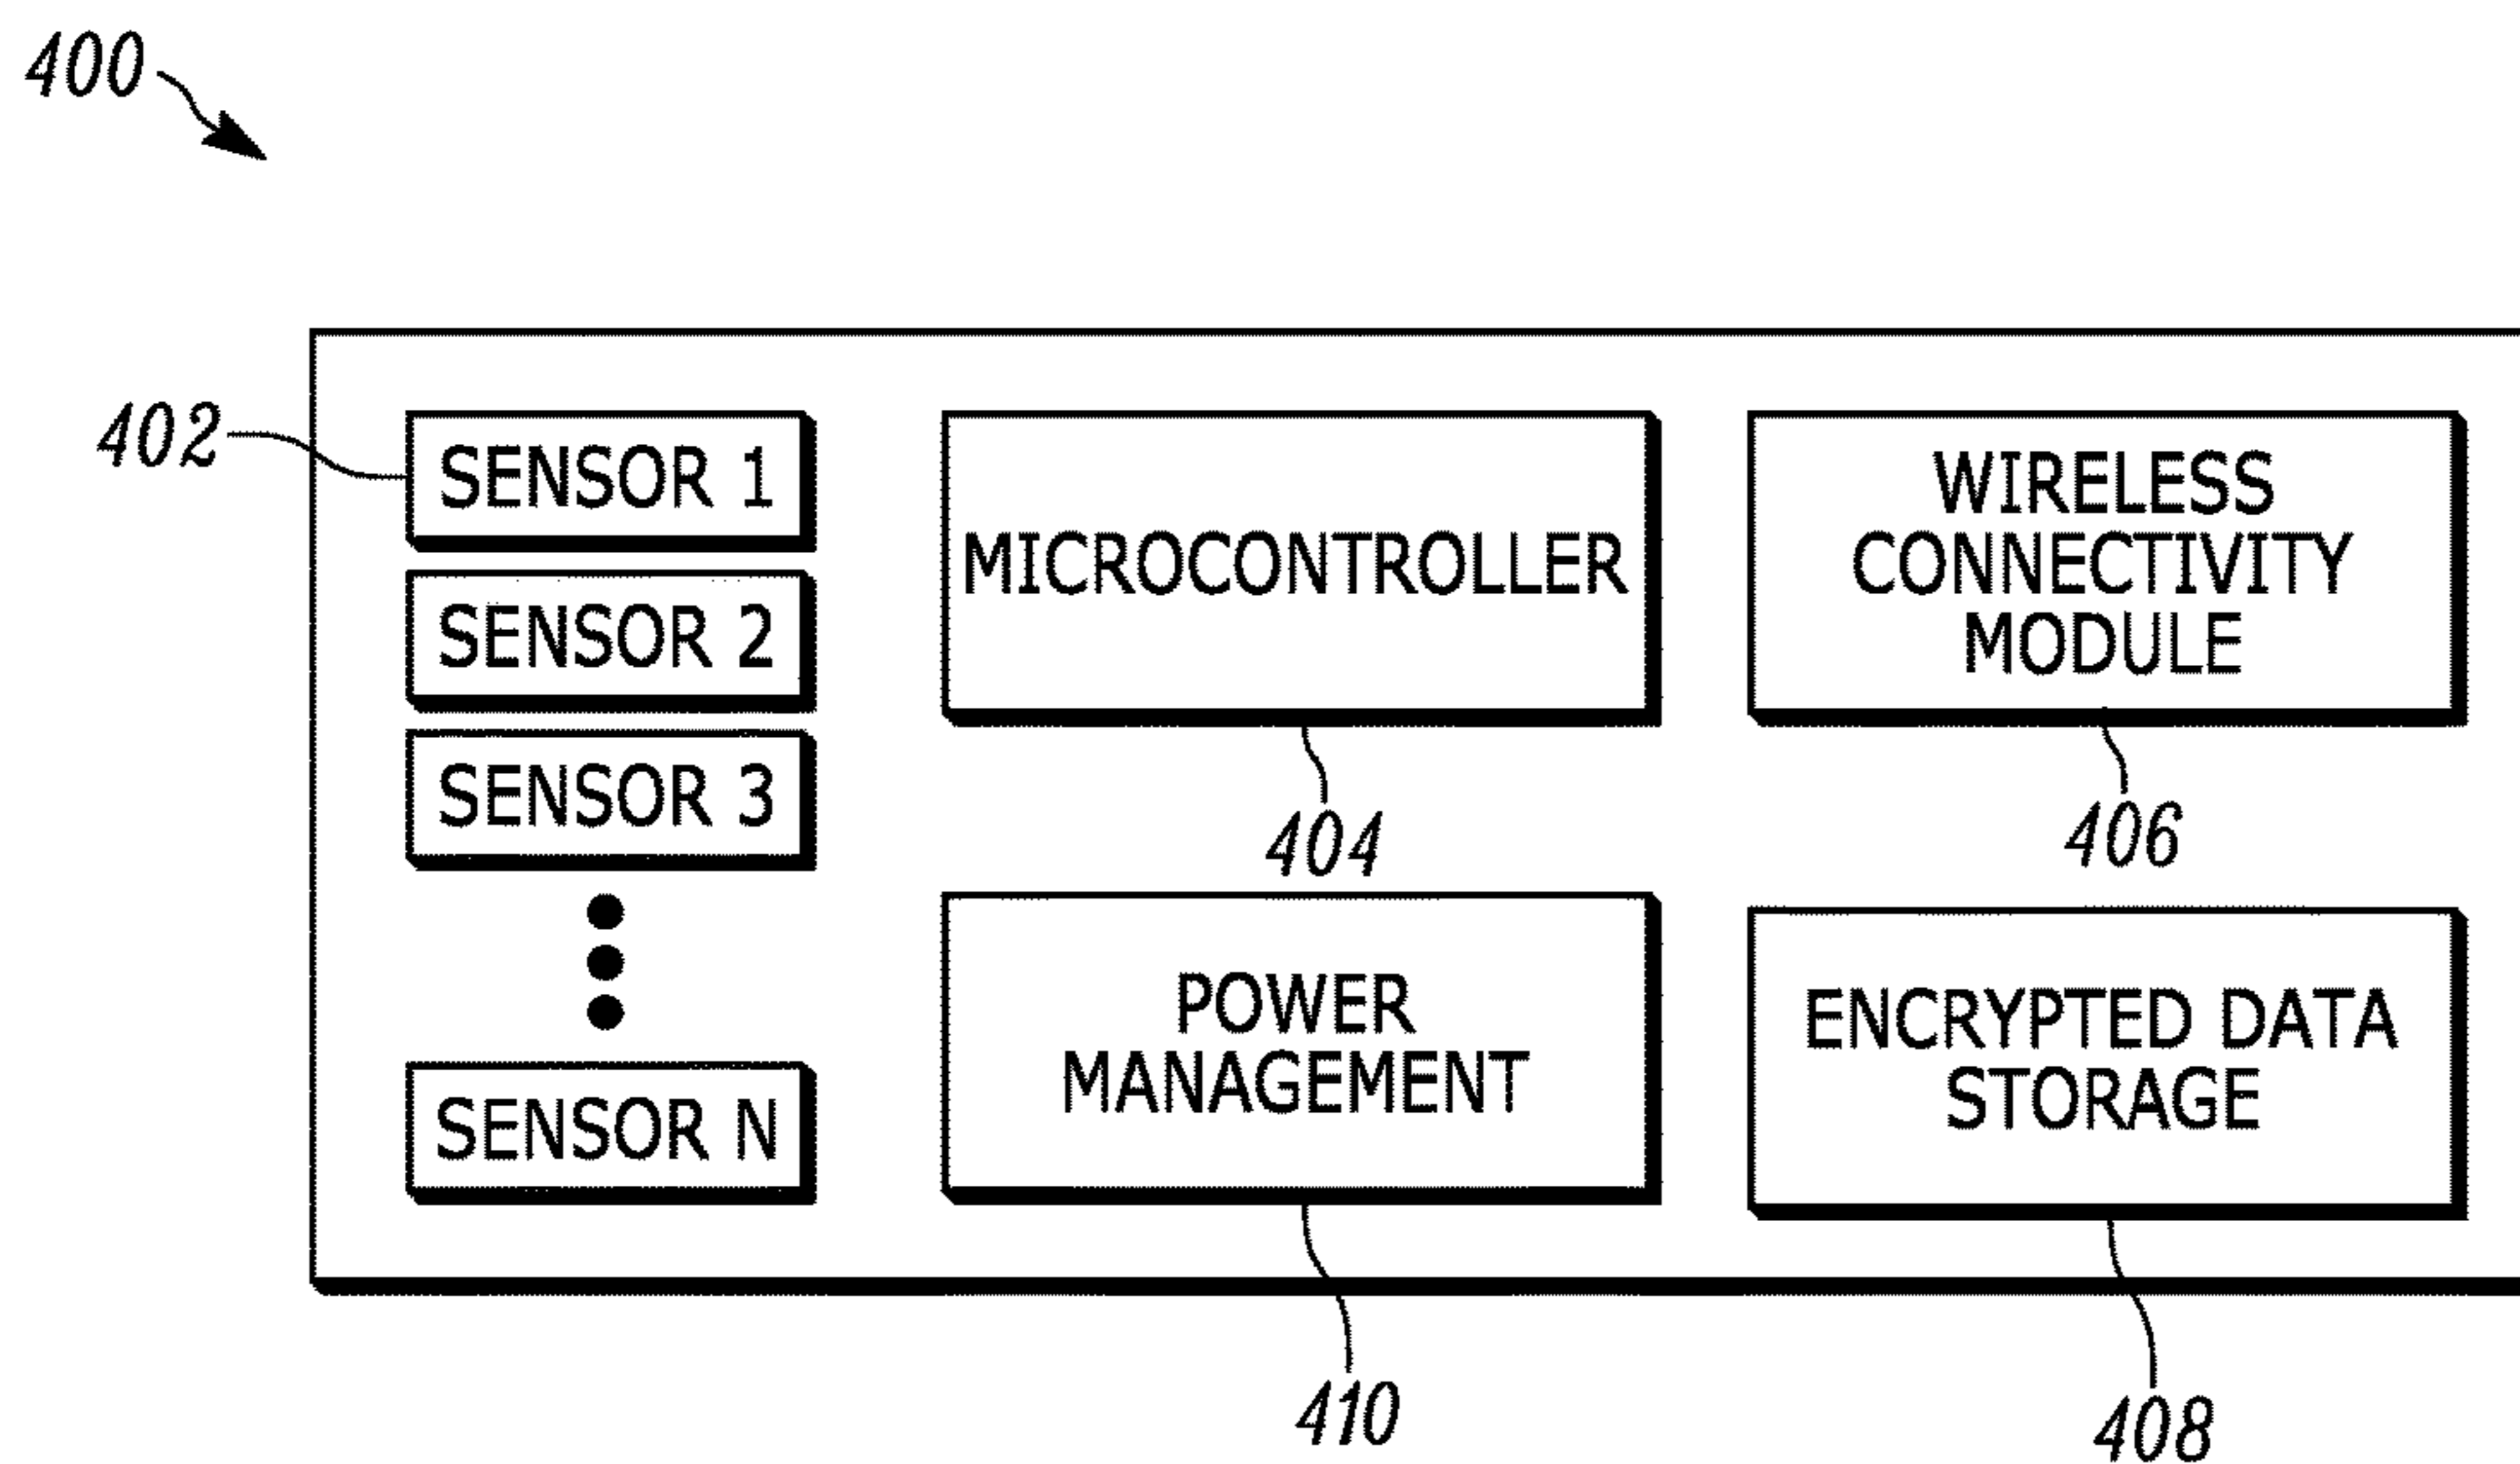 400
402
SENSOR 1
SENSOR 2
SENSOR 3
SENSOR N
MICROCONTROLLER
404
WIRELESS
CONNECTIVITY
MODULE
406
POWER
MANAGEMENT
410
ENCRYPTED DATA
STORAGE
408